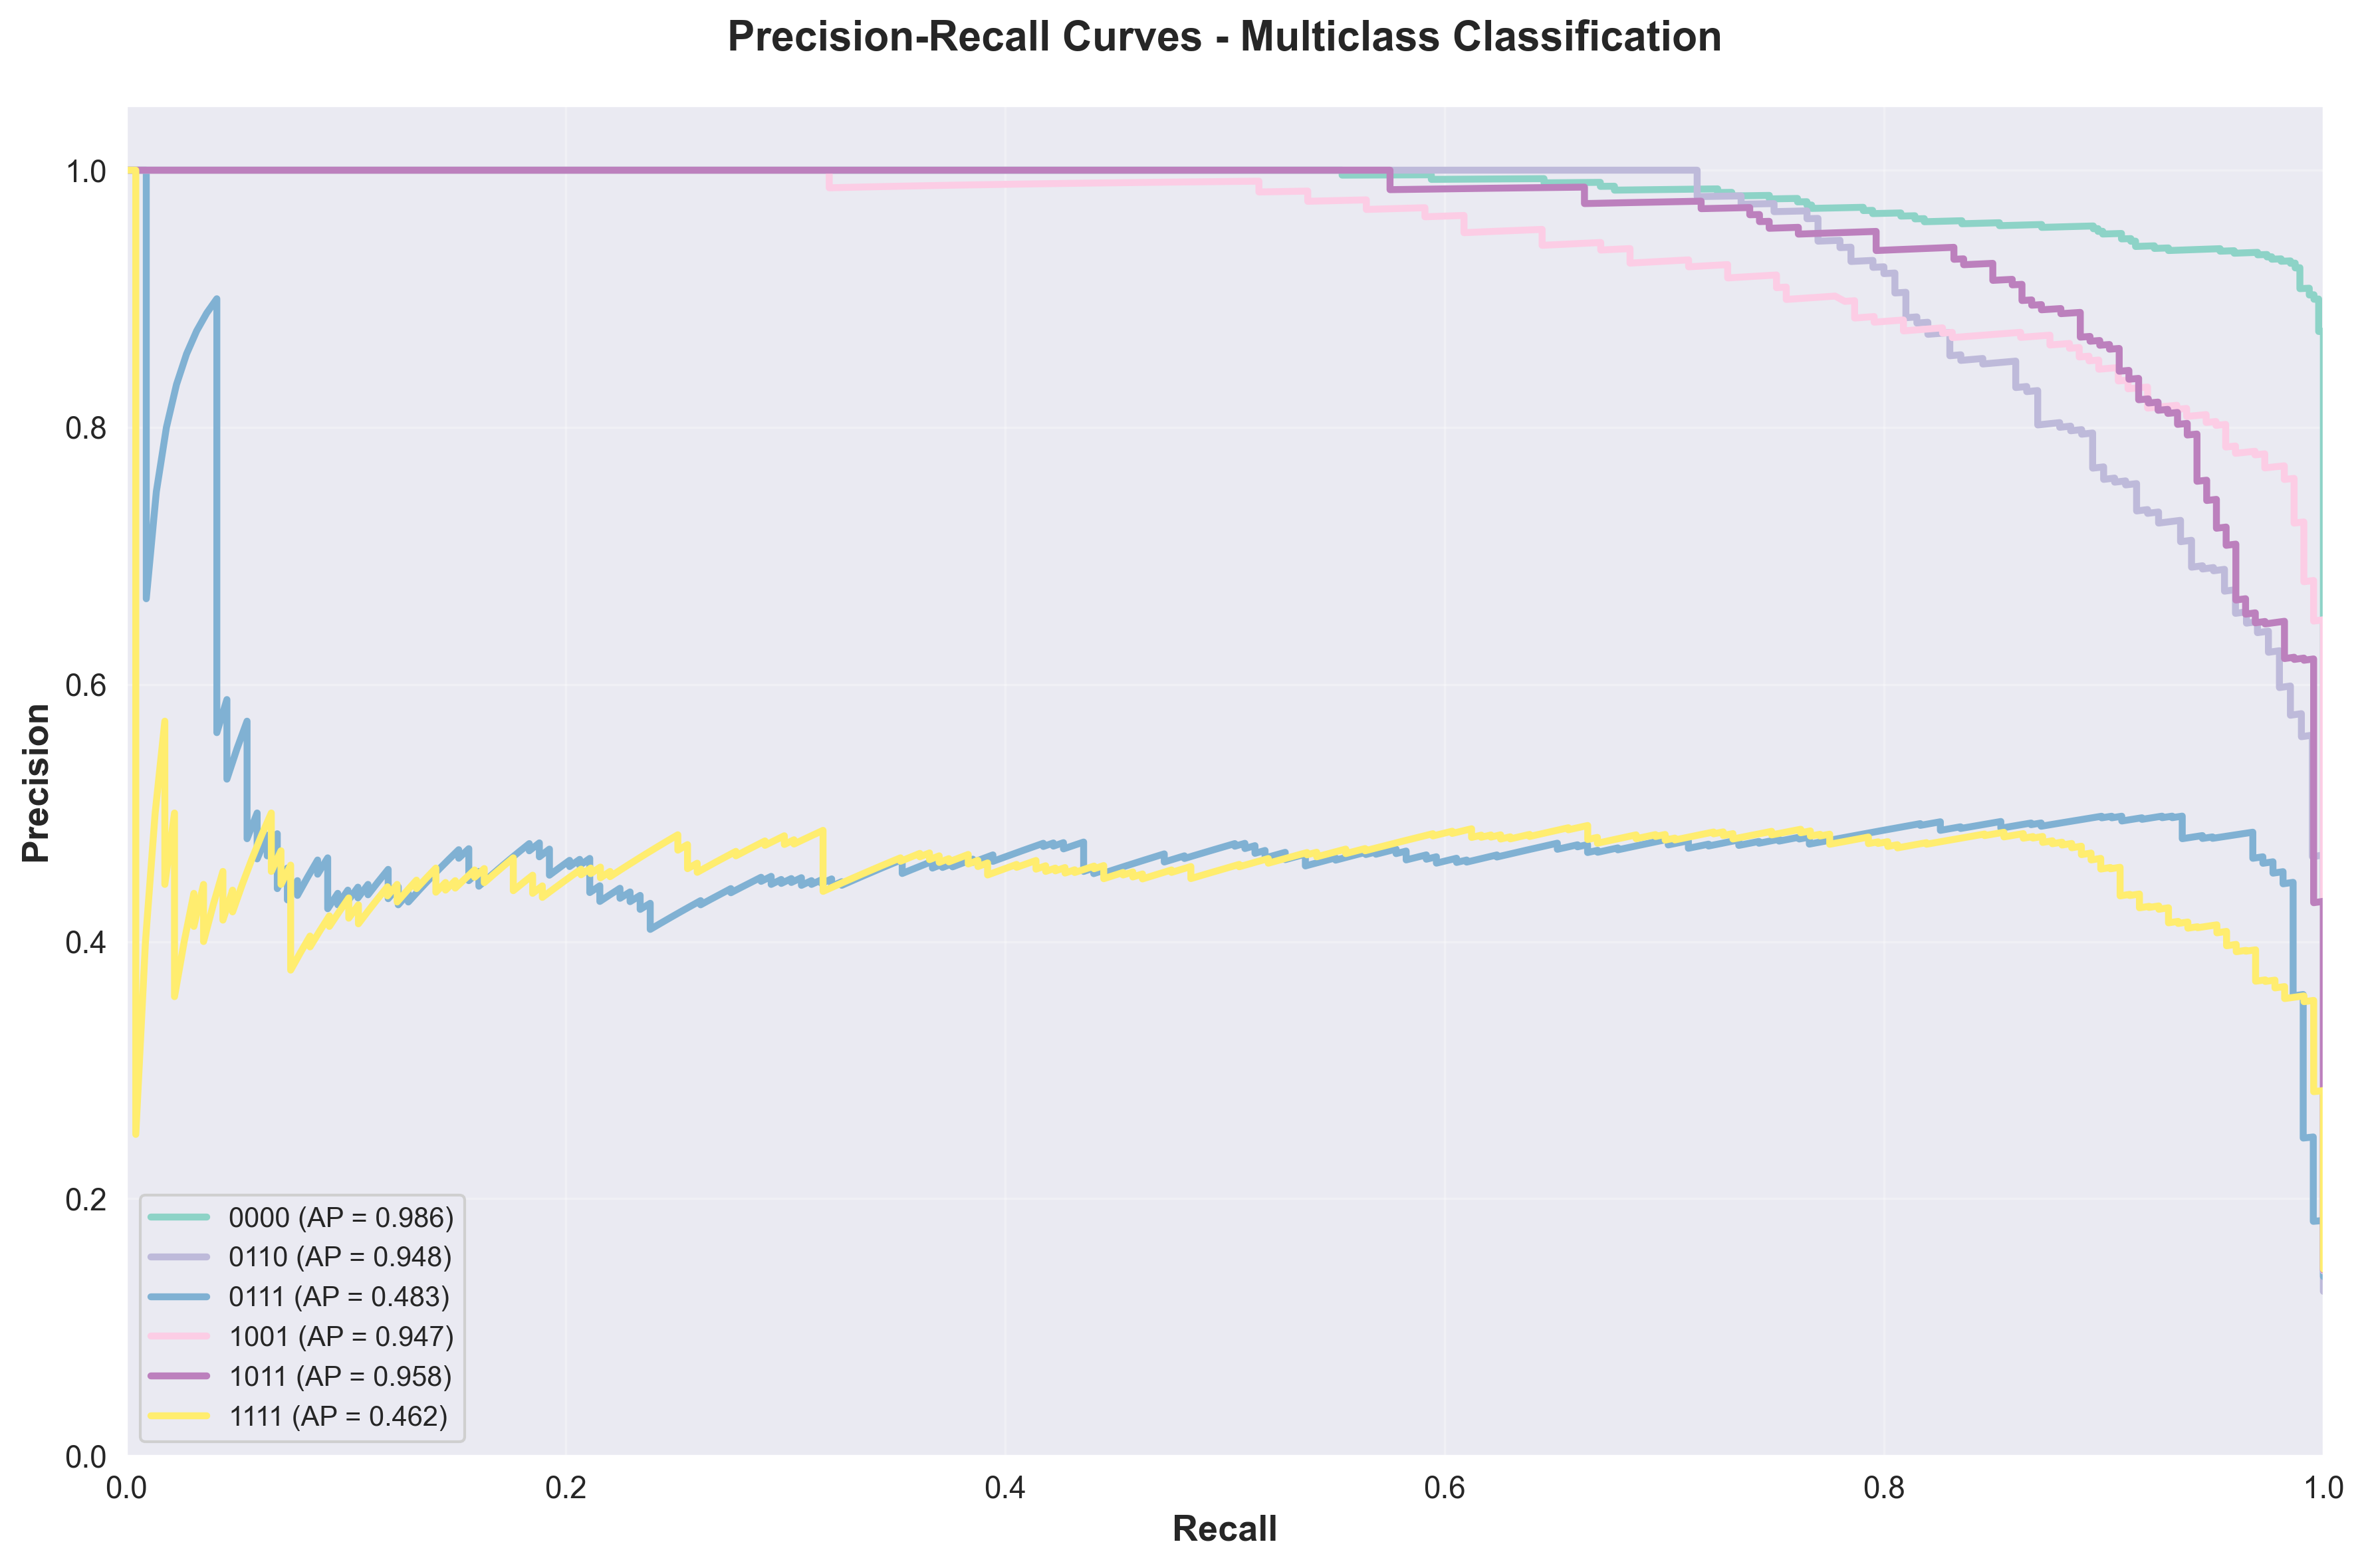 Precision-Recall Curves - Multiclass Classification
1.0
0.8
0.6
0.4
0.2
0.0
Precision
0000 (AP = 0.986)
0110 (AP = 0.948)
0111 (AP = 0.483)
1001 (AP = 0.947)
1011 (AP = 0.958)
1111 (AP = 0.462)
0.0 0.2 0.4 0.6 0.8 1.0
Recall